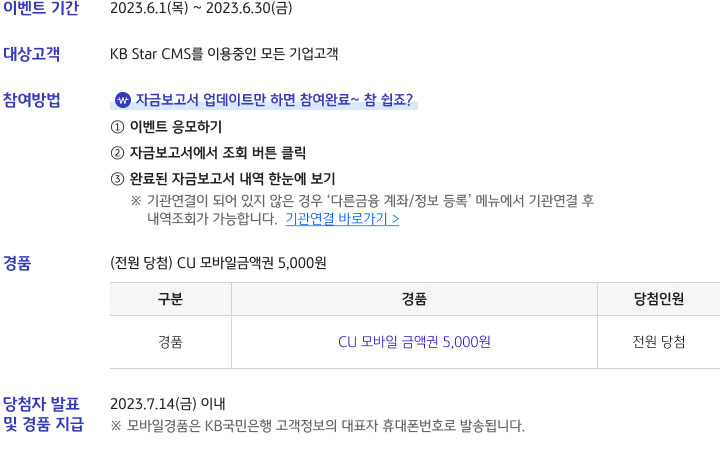 이벤트 기간
2023.6.1(목) ~ 2023.6.30(금)
대상고객
KB Star CMS를 이용중인 모든 기업고객
참여방법
₩ 자금보고서 업데이트만 하면 참여완료~ 참 쉽죠?
① 이벤트 응모하기
② 자금보고서에서 조회 버튼 클릭
③ 완료된 자금보고서 내역 한눈에 보기
※ 기관연결이 되어 있지 않은 경우 ‘다른금융 계좌/정보 등록’ 메뉴에서 기관연결 후
내역조회가 가능합니다. 기관연결 바로가기 >
경품
(전원 당첨) CU 모바일금액권 5,000원
구분 경품 당첨인원
경품 CU 모바일 금액권 5,000원 전원 당첨
당첨자 발표
및 경품 지급
2023.7.14(금) 이내
※ 모바일경품은 KB국민은행 고객정보의 대표자 휴대폰번호로 발송됩니다.